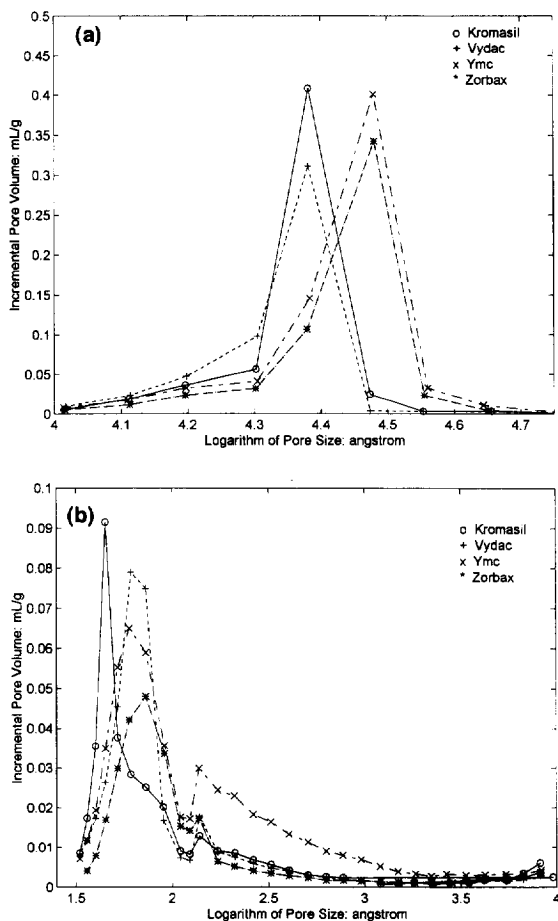 (a)
0.5
0.45
0.4
0.35
0.3
0.25
0.2
0.15
0.1
0.05
0
Incremental Pore Volume: mL/g
o Kromasil
+ Vydac
x Ymc
* Zorbax
4 4.1 4.2 4.3 4.4 4.5 4.6 4.7
Logarithm of Pore Size: angstrom
(b)
0.1
0.09
0.08
0.07
0.06
0.05
0.04
0.03
0.02
0.01
0
Incremental Pore Volume: mL/g
o Kromasil
+ Vydac
x Ymc
* Zorbax
1.5 2 2.5 3 3.5 4
Logarithm of Pore Size: angstrom